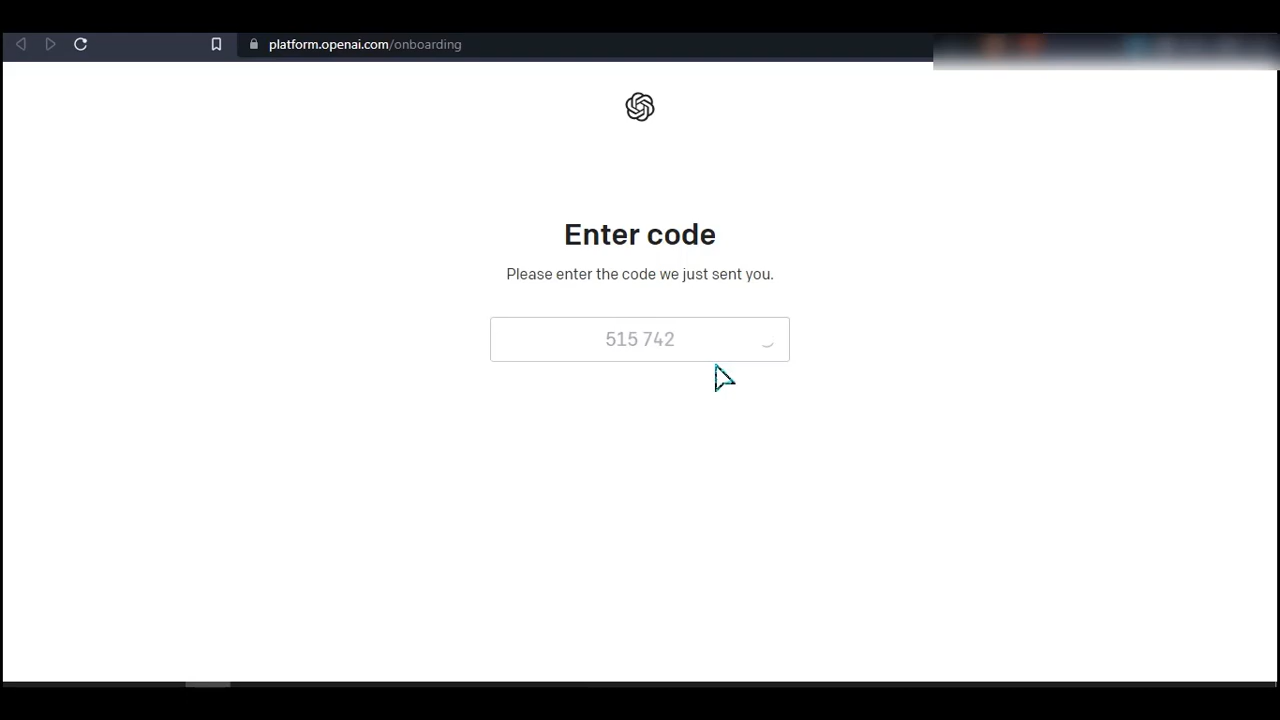 platform.openai.com/onboarding
Enter code
Please enter the code we just sent you.
515 742